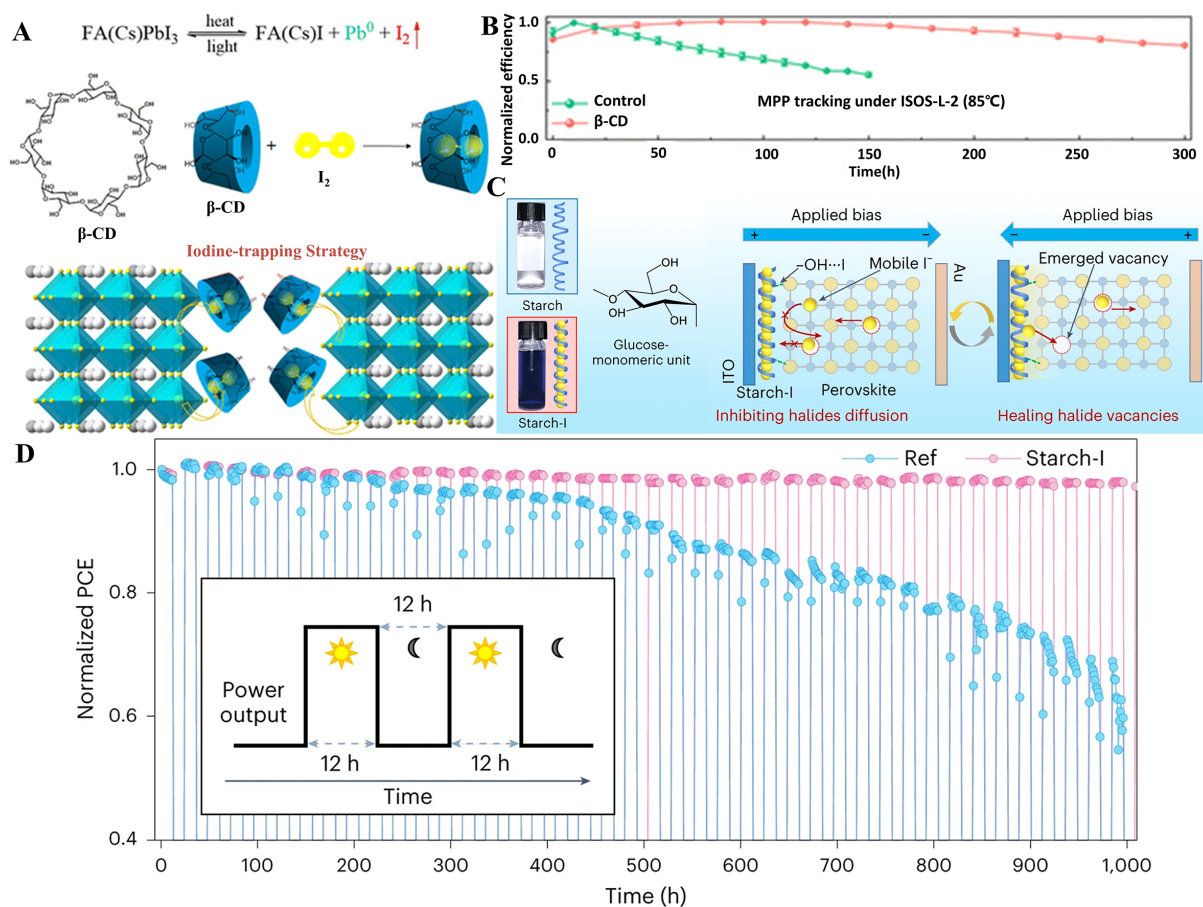 A
FA(Cs)PbI₃ heat light FA(Cs)I + Pb⁰ + I₂↑
β-CD
β-CD
+
I₂
Iodine-trapping Strategy
B
Normalized efficiency
1.0
0.5
0.0
Control
β-CD
MPP tracking under ISOS-L-2 (85℃)
0 50 100 150 200 250 300
Time(h)
C
Starch
Starch-I
OH
O
O
HO
OH
Glucose-
monomeric unit
Applied bias
+ −
−OH···I
Mobile I⁻
Au
ITO
Starch-I
Perovskite
Inhibiting halides diffusion
Applied bias
− +
Emerged vacancy
Healing halide vacancies
D
Ref
Starch-I
Normalized PCE
1.0
0.8
0.6
0.4
12 h
Power
output
12 h 12 h
Time
0 100 200 300 400 500 600 700 800 900 1,000
Time (h)